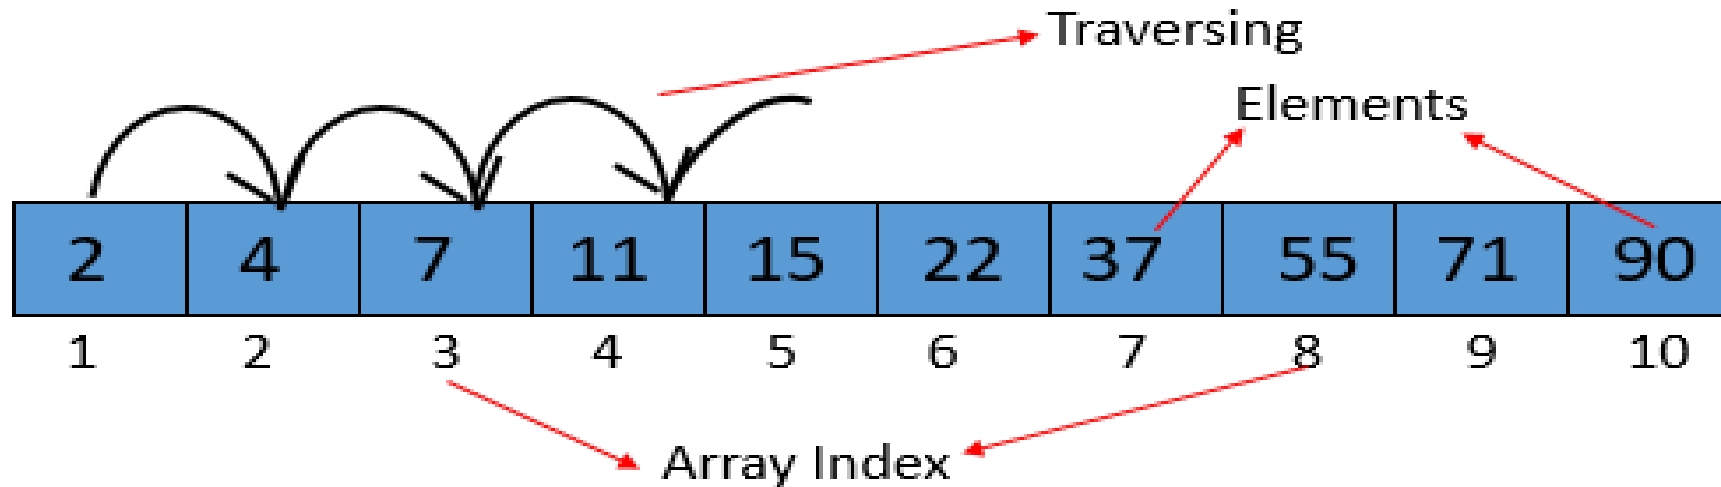 Traversing
Elements
2 4 7 11 15 22 37 55 71 90
1 2 3 4 5 6 7 8 9 10
Array Index